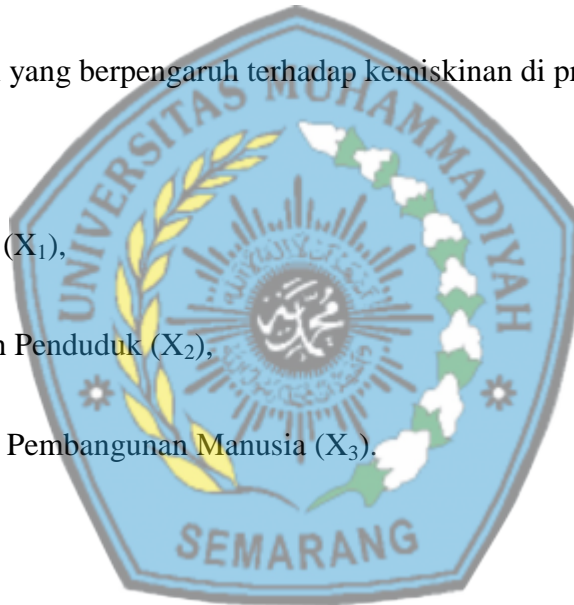 yang berpengaruh terhadap kemiskinan di pr
UNIVERSITAS MUHAMMADIYAH
(X₁),
Penduduk (X₂),
Pembangunan Manusia (X₃).
SEMARANG